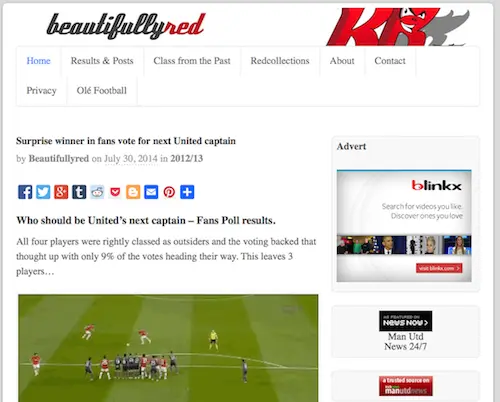 beautifullyred
Home
Results & Posts
Class from the Past
Redcollections
About
Contact
Privacy
Olé Football
Surprise winner in fans vote for next United captain
by Beautifullyred on July 30, 2014 in 2012/13
Who should be United's next captain – Fans Poll results.
All four players were rightly classed as outsiders and the voting backed that
thought up with only 9% of the votes heading their way. This leaves 3
players…
Advert
blinkx
Search for videos you like.
Discover ones you love
visit blinkx.com ►
AS FEATURED ON
NEWS NOW
Man Utd
News 24/7
a trusted source on
manutdnews